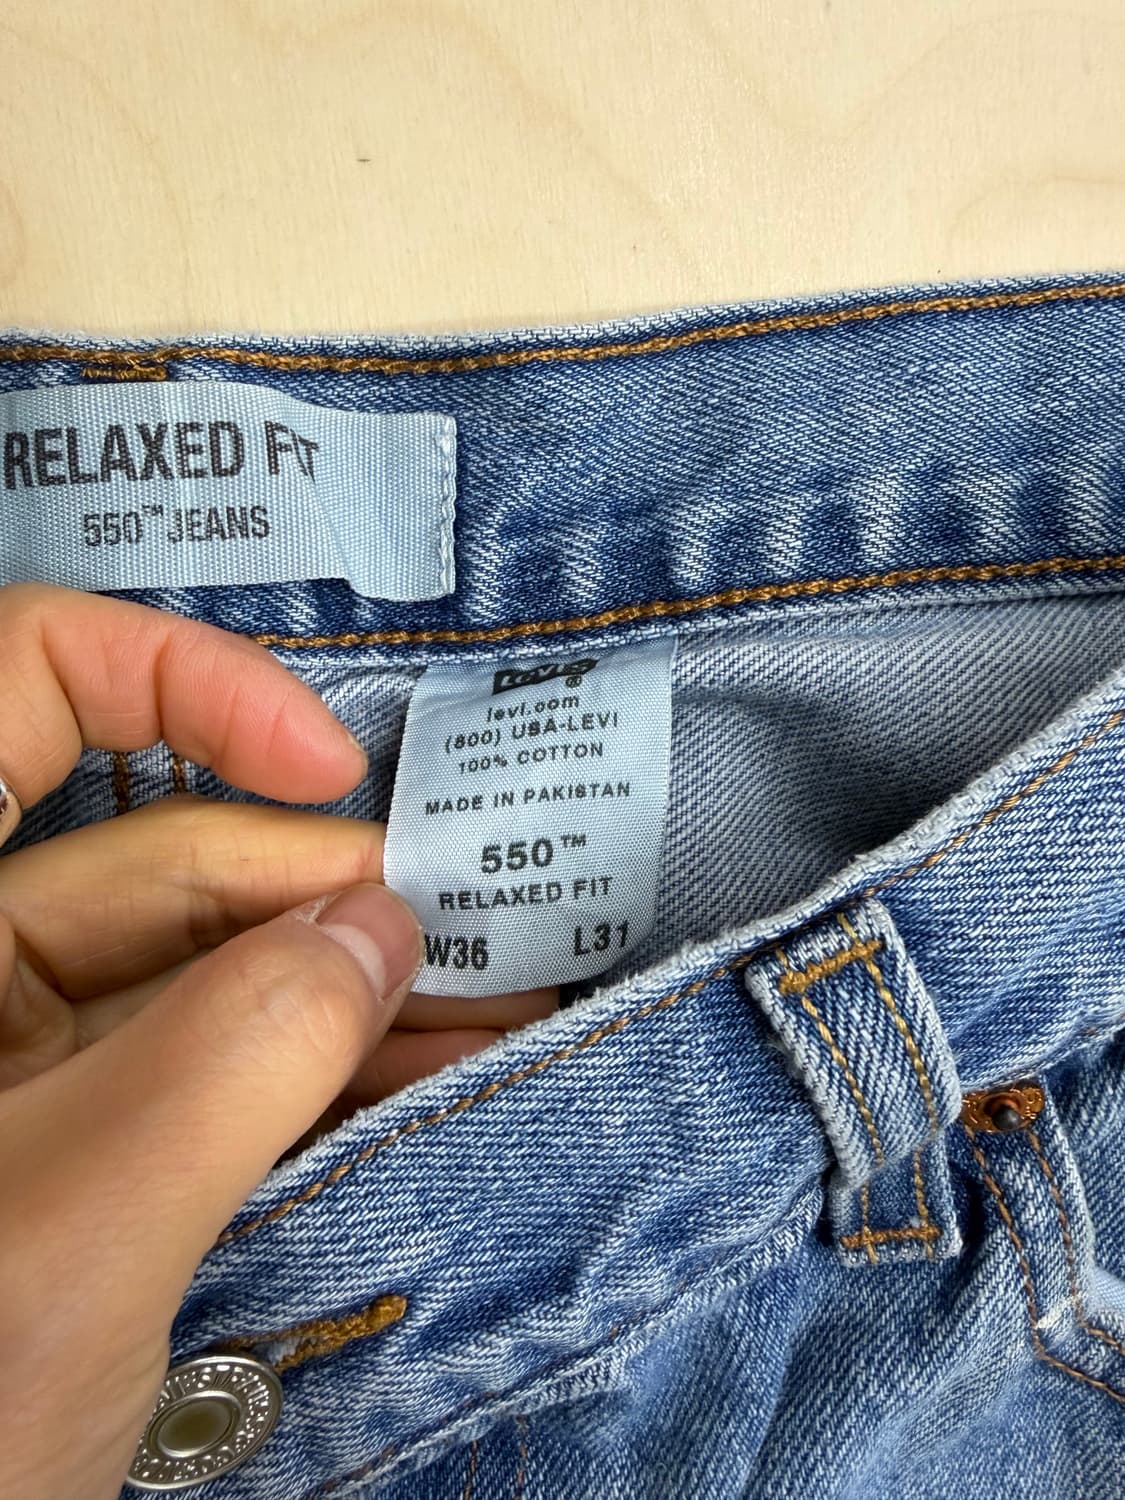 RELAXED FIT
550™ JEANS
Levi's®
levi.com
(800) USA-LEVI
100% COTTON
MADE IN PAKISTAN
550™
RELAXED FIT
W36 L31